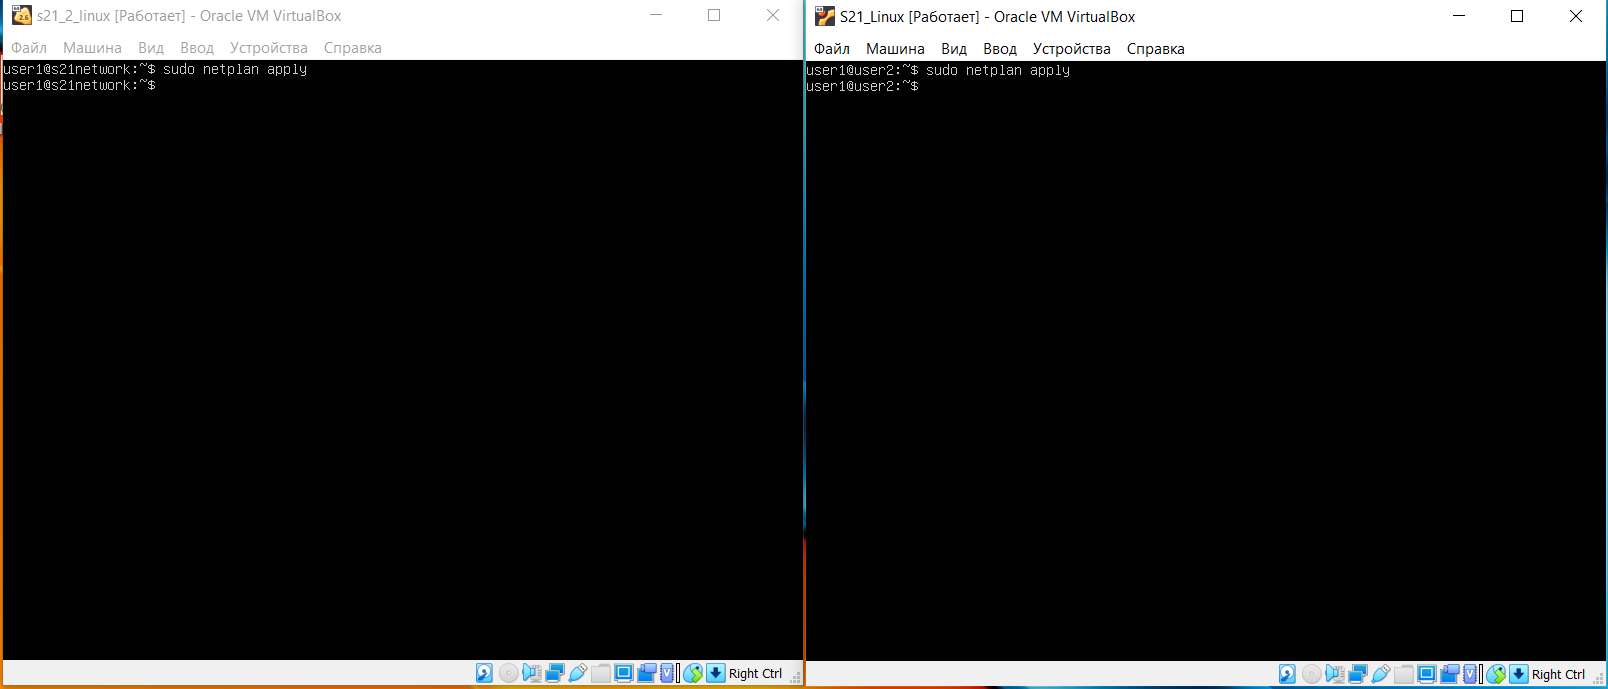 s21_2_linux [Работает] - Oracle VM VirtualBox
Файл Машина Вид Ввод Устройства Справка
user1@s21network:~$ sudo netplan apply
user1@s21network:~$
Right Ctrl
S21_Linux [Работает] - Oracle VM VirtualBox
Файл Машина Вид Ввод Устройства Справка
user1@user2:~$ sudo netplan apply
user1@user2:~$
Right Ctrl